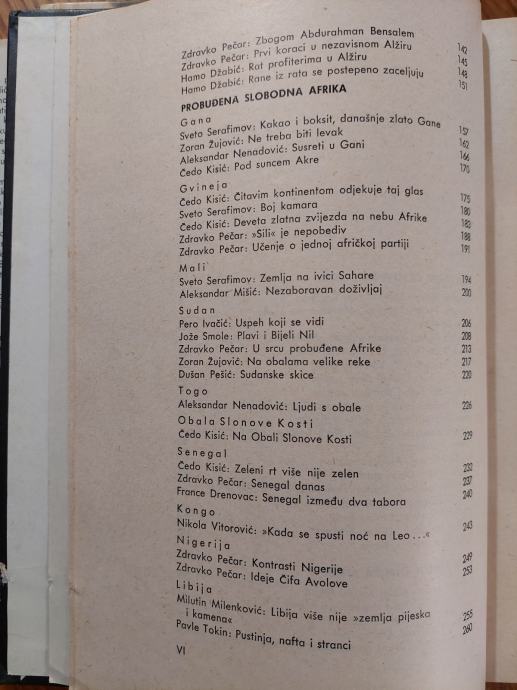 Zdravko Pečar: Zbogom Abdurahman Bensalem 142
Zdravko Pečar: Prvi koraci u nezavisnom Alžiru 145
Hamo Džabić: Rat profiterima u Alžiru 148
Hamo Džabić: Rane iz rata se postepeno zaceljuju 151
PROBUĐENA SLOBODNA AFRIKA
Gana
Sveto Serafimov: Kakao i boksit, današnje zlato Gane 157
Zoran Žujović: Ne treba biti levak 162
Aleksandar Nenadović: Susreti u Gani 166
Čedo Kisić: Pod suncem Akre 170
Gvineja
Čedo Kisić: Čitavim kontinentom odjekuje taj glas 175
Sveto Serafimov: Boj kamara 180
Čedo Kisić: Deveta zlatna zvijezda na nebu Afrike 183
Zdravko Pečar: »Sili« je nepobediv 188
Zdravko Pečar: Učenje o jednoj afričkoj partiji 191
Mali
Sveto Serafimov: Zemlja na ivici Sahare 194
Aleksandar Mišić: Nezaboravan doživljaj 200
Sudan
Pero Ivačić: Uspeh koji se vidi 206
Jože Smole: Plavi i Bijeli Nil 208
Zdravko Pečar: U srcu probuđene Afrike 213
Zoran Žujović: Na obalama velike reke 217
Dušan Pešić: Sudanske skice 220
Togo
Aleksandar Nenadović: Ljudi s obale 226
Obala Slonove Kosti
Čedo Kisić: Na Obali Slonove Kosti 229
Senegal
Čedo Kisić: Zeleni rt više nije zelen 232
Zdravko Pečar: Senegal danas 237
France Drenovac: Senegal između dva tabora 240
Kongo
Nikola Vitorović: »Kada se spusti noć na Leo...« 243
Nigerija
Zdravko Pečar: Kontrasti Nigerije 249
Zdravko Pečar: Ideje Čifa Avolove 253
Libija
Milutin Milenković: Libija više nije »zemlja pijeska
i kamena« 255
Pavle Tokin: Pustinja, nafta i stranci 260
VI